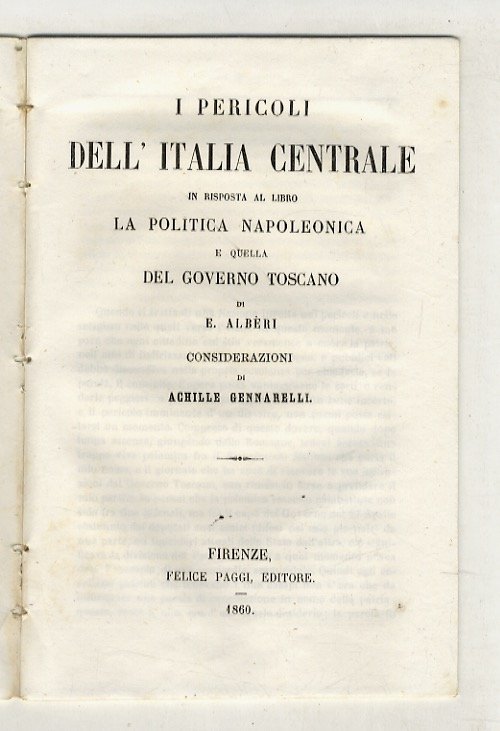 I PERICOLI
DELL' ITALIA CENTRALE
IN RISPOSTA AL LIBRO
LA POLITICA NAPOLEONICA
E QUELLA
DEL GOVERNO TOSCANO
DI
E. ALBÈRI
CONSIDERAZIONI
DI
ACHILLE GENNARELLI.
FIRENZE,
FELICE PAGGI, EDITORE.
1860.